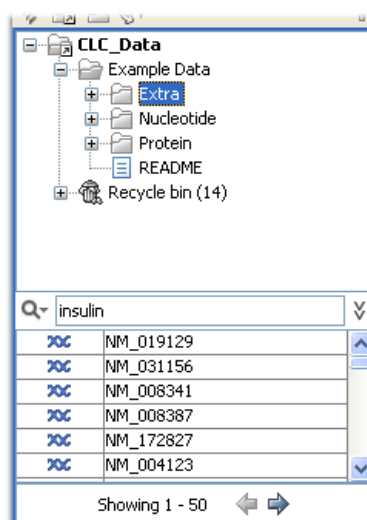 CLC_Data
Example Data
Extra
Nucleotide
Protein
README
Recycle bin (14)
insulin
NM_019129
NM_031156
NM_008341
NM_008387
NM_172827
NM_004123
Showing 1 - 50